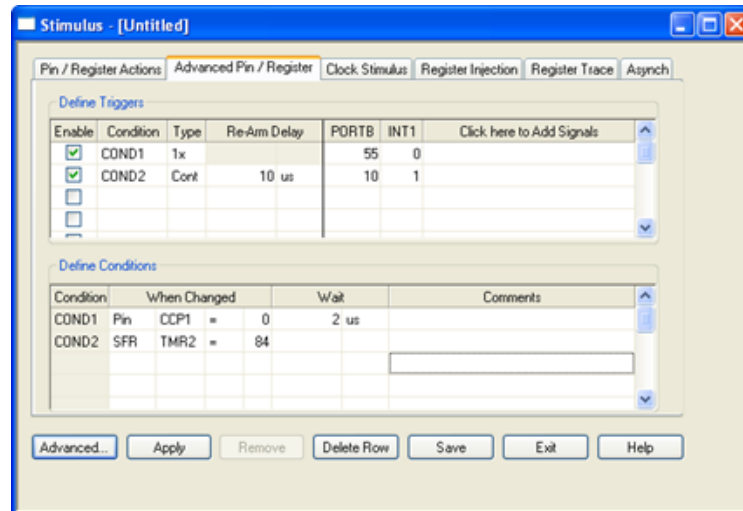 Stimulus - [Untitled]
Pin / Register Actions Advanced Pin / Register Clock Stimulus Register Injection Register Trace Asynch
Define Triggers
Enable Condition Type Re-Arm Delay PORTB INT1 Click here to Add Signals
COND1 1x 55 0
COND2 Cont 10 us 10 1
Define Conditions
Condition When Changed Wait Comments
COND1 Pin CCP1 = 0 2 us
COND2 SFR TMR2 = 84
Advanced... Apply Remove Delete Row Save Exit Help